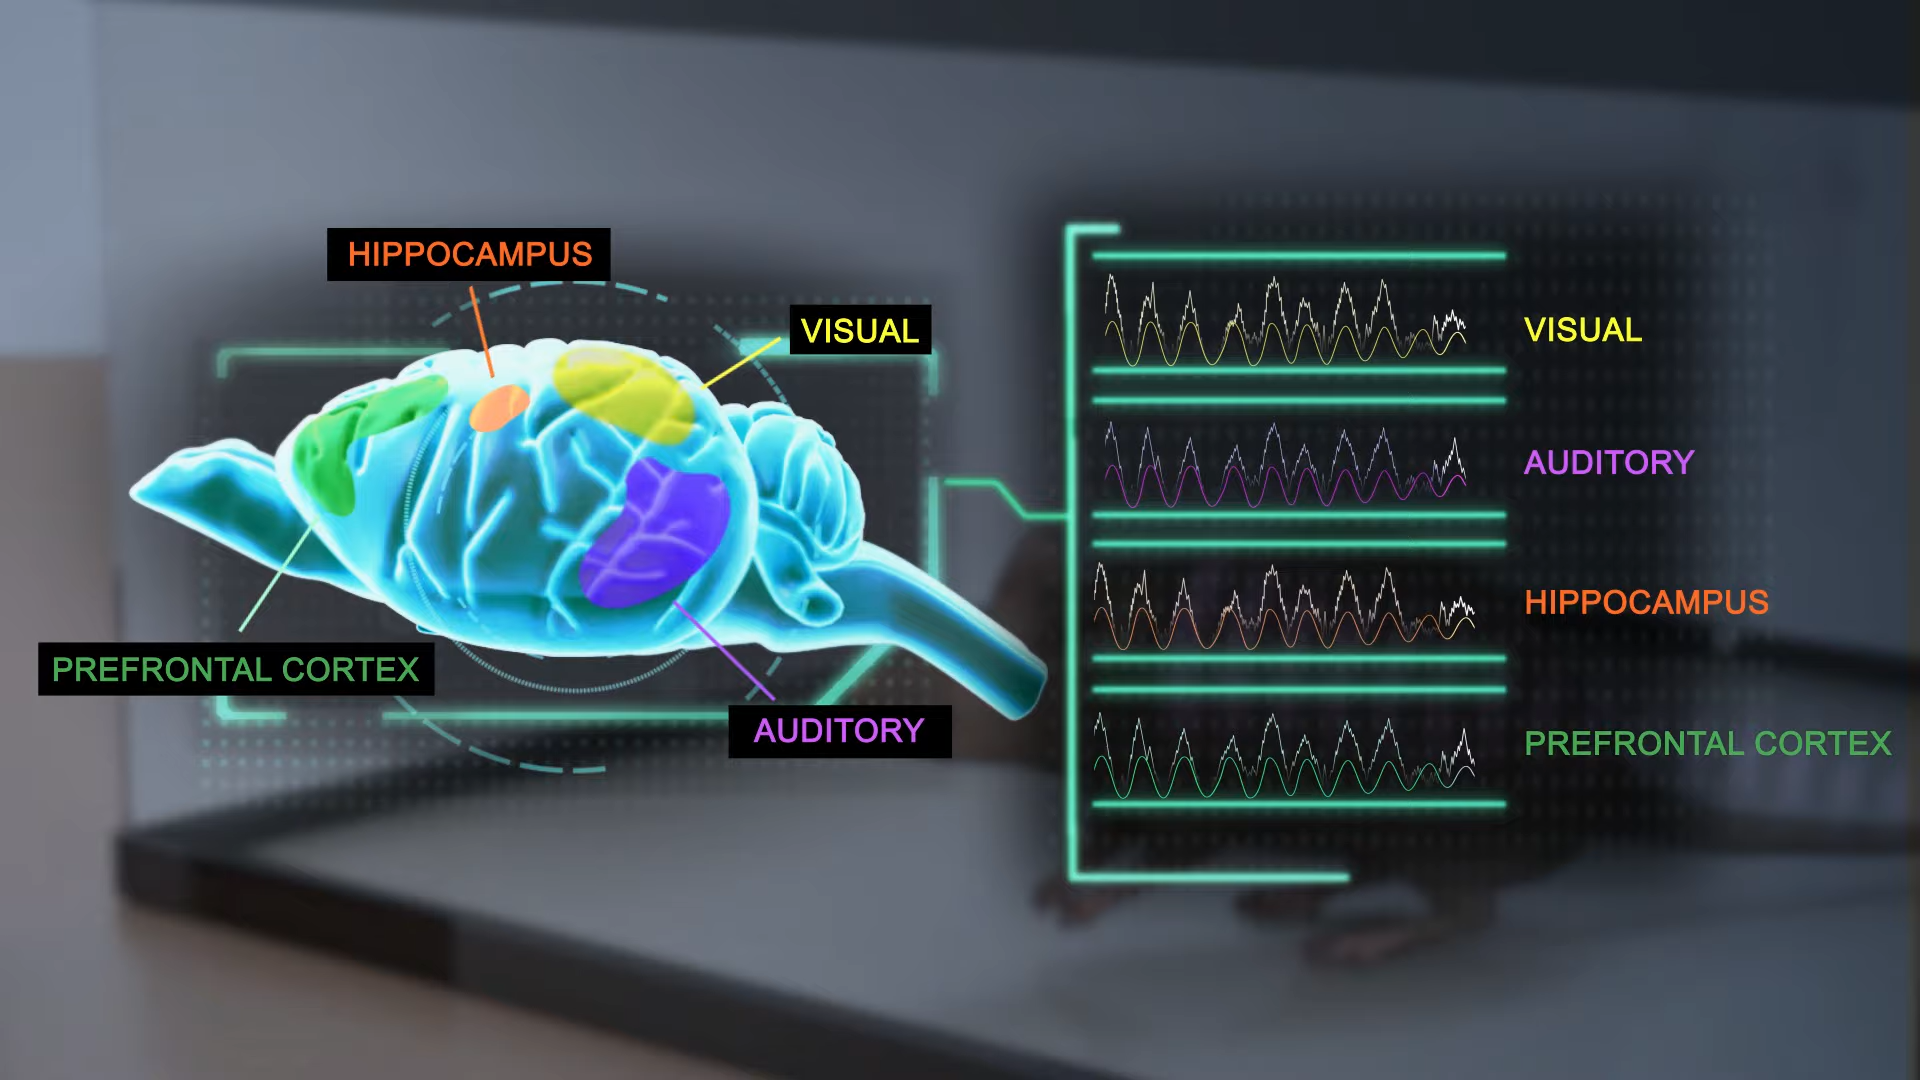 HIPPOCAMPUS
VISUAL
PREFRONTAL CORTEX
AUDITORY
VISUAL
AUDITORY
HIPPOCAMPUS
PREFRONTAL CORTEX